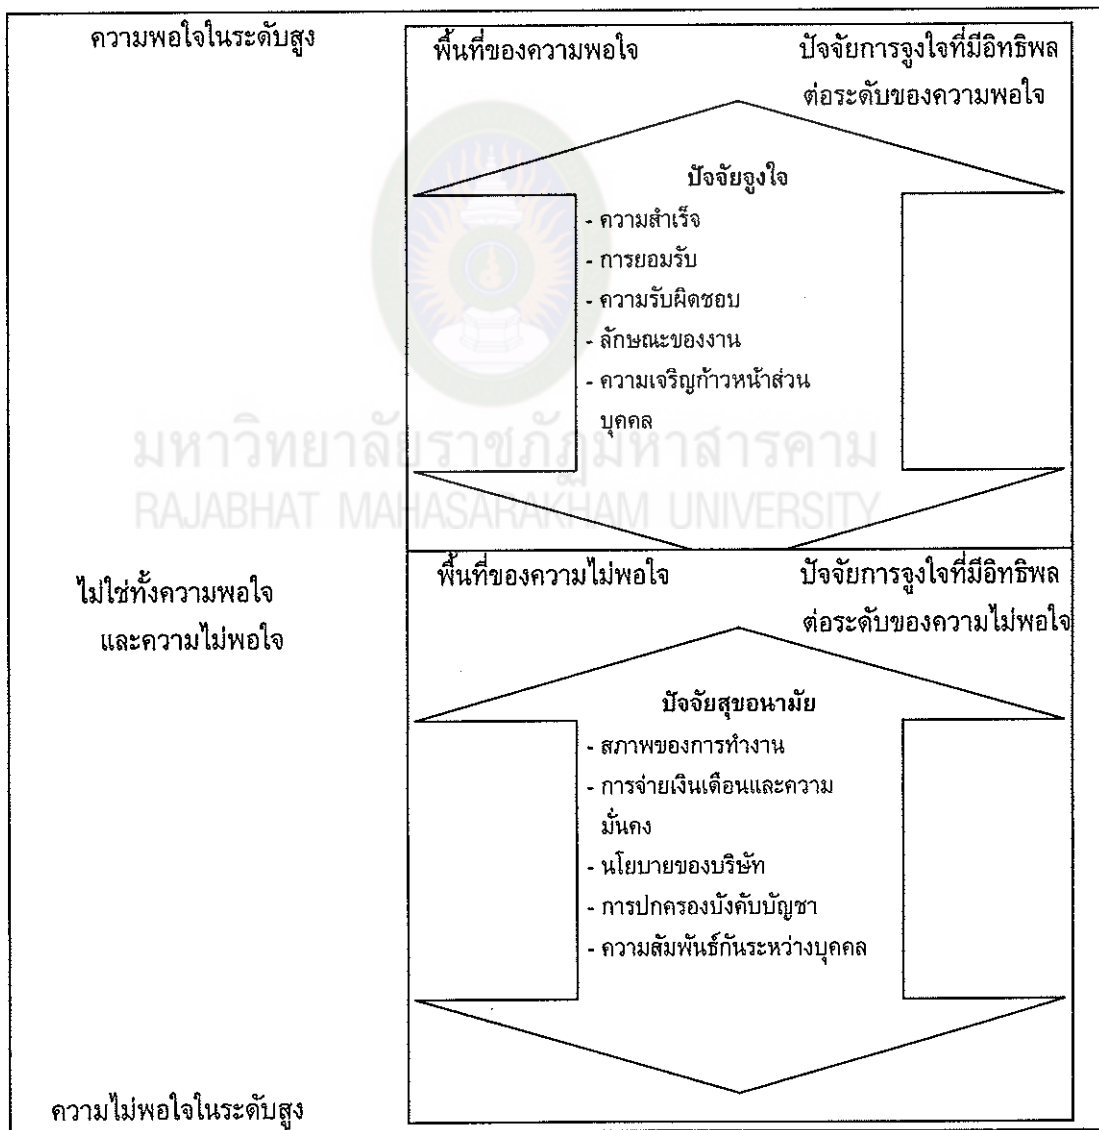 ความพอใจในระดับสูง
พื้นที่ของความพอใจ
ปัจจัยการจูงใจที่มีอิทธิพล
ต่อระดับของความพอใจ
ปัจจัยจูงใจ
- ความสำเร็จ
- การยอมรับ
- ความรับผิดชอบ
- ลักษณะของงาน
- ความเจริญก้าวหน้าส่วน
บุคคล
มหาวิทยาลัยราชภัฏมหาสารคาม
RAJABHAT MAHASARAKHAM UNIVERSITY
ไม่ใช่ทั้งความพอใจ
และความไม่พอใจ
พื้นที่ของความไม่พอใจ
ปัจจัยการจูงใจที่มีอิทธิพล
ต่อระดับของความไม่พอใจ
ปัจจัยสุขอนามัย
- สภาพของการทำงาน
- การจ่ายเงินเดือนและความ
มั่นคง
- นโยบายของบริษัท
- การปกครองบังคับบัญชา
- ความสัมพันธ์กันระหว่างบุคคล
ความไม่พอใจในระดับสูง